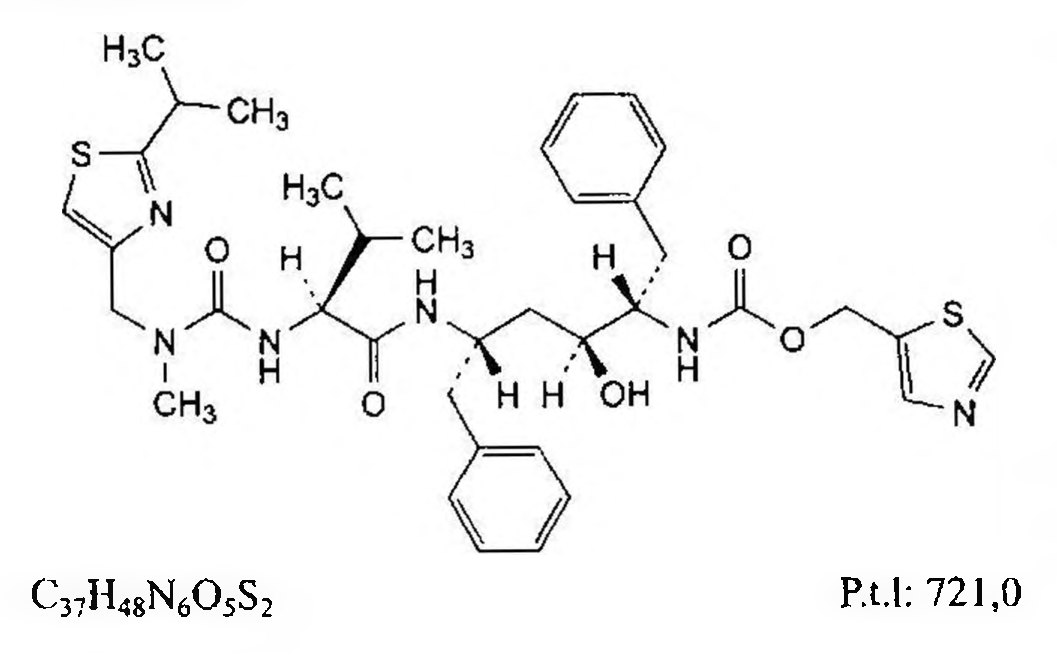 H₃C
CH₃
S
N
H₃C
CH₃
O
H
H
N
O
H
O
N
N
H
N
H
O
S
CH₃
O
H
H
OH
N
C₃₇H₄₈N₆O₅S₂
P.t.l: 721,0